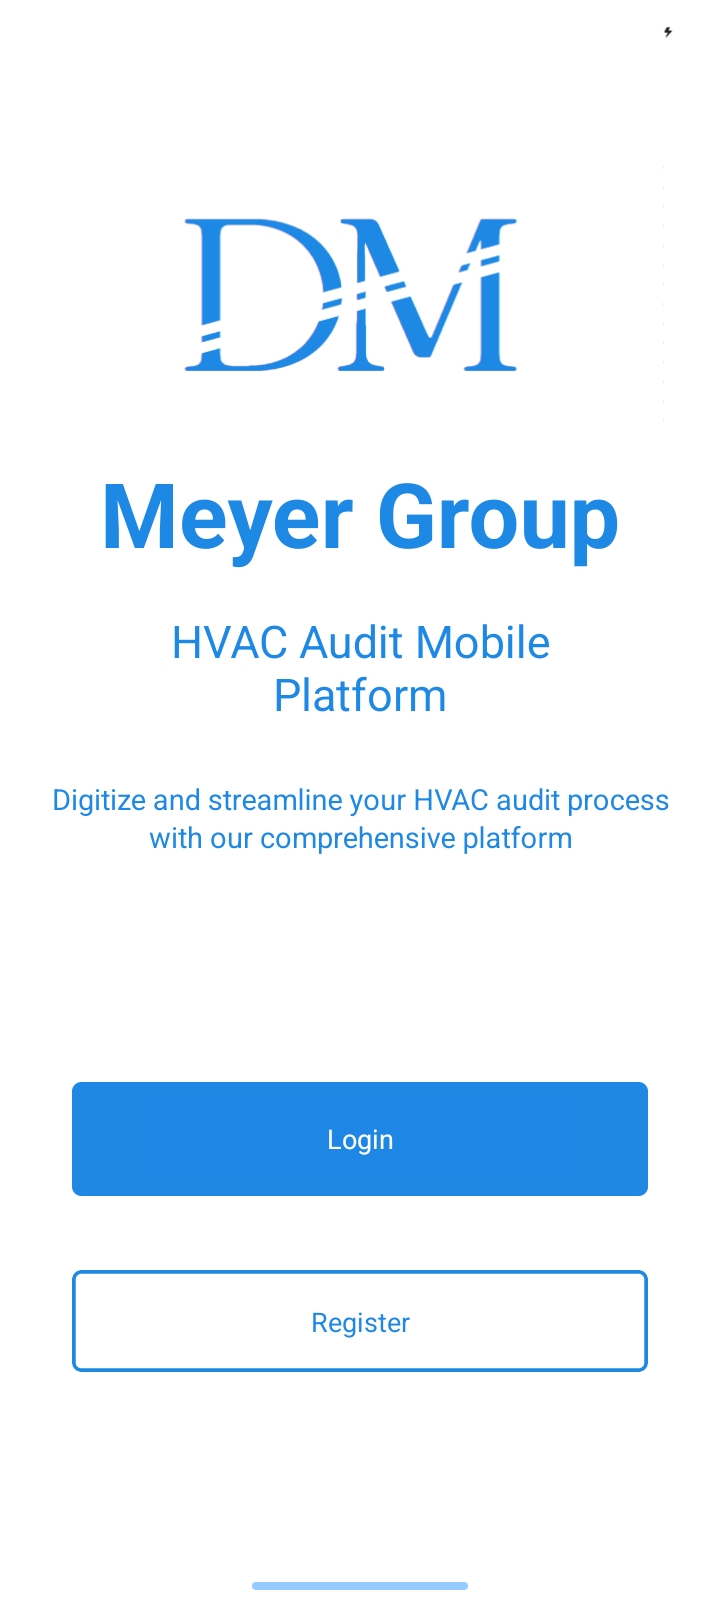 DM
Meyer Group
HVAC Audit Mobile
Platform
Digitize and streamline your HVAC audit process
with our comprehensive platform
Login
Register